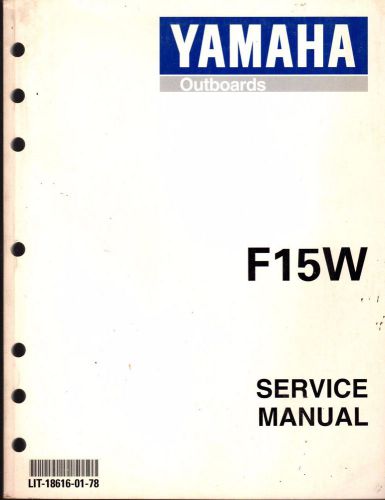 YAMAHA
Outboards
F15W
SERVICE
MANUAL
LIT-18616-01-78